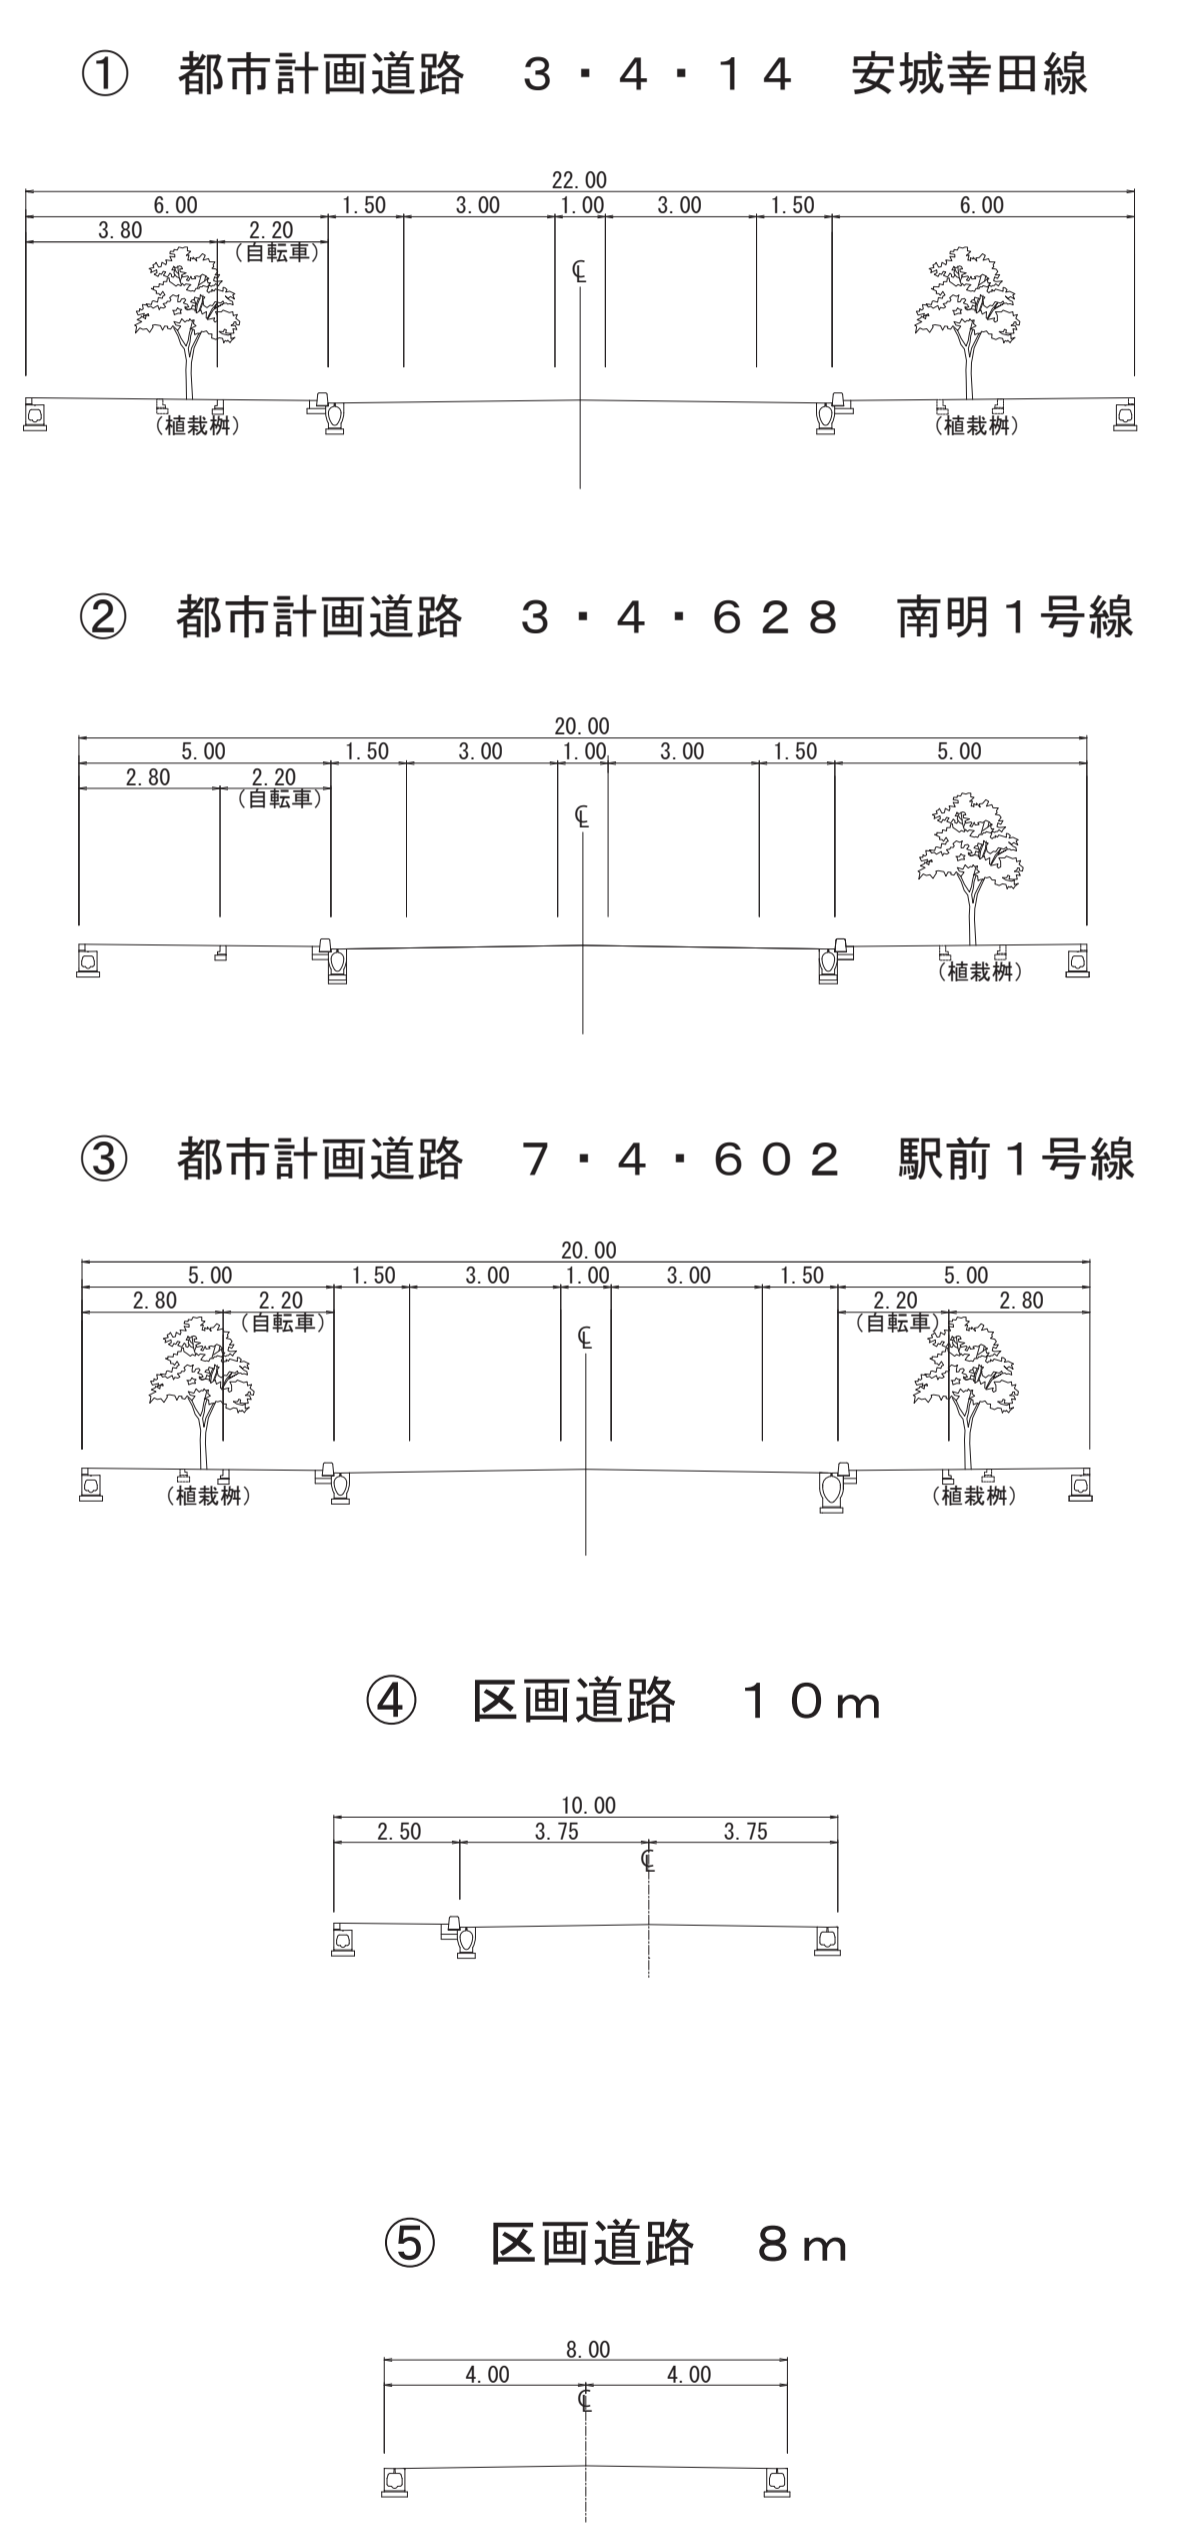 ① 都市計画道路 ３・４・１４ 安城幸田線
22.00
6.00 1.50 3.00 1.00 3.00 1.50 6.00
3.80 2.20
(自転車)
℄
(植栽桝) (植栽桝)
② 都市計画道路 ３・４・６２８ 南明１号線
20.00
5.00 1.50 3.00 1.00 3.00 1.50 5.00
2.80 2.20
(自転車)
℄
(植栽桝)
③ 都市計画道路 ７・４・６０２ 駅前１号線
20.00
5.00 1.50 3.00 1.00 3.00 1.50 5.00
2.80 2.20 2.20 2.80
(自転車) (自転車)
℄
(植栽桝) (植栽桝)
④ 区画道路 １０ｍ
10.00
2.50 3.75 3.75
℄
⑤ 区画道路 ８ｍ
8.00
4.00 4.00
℄